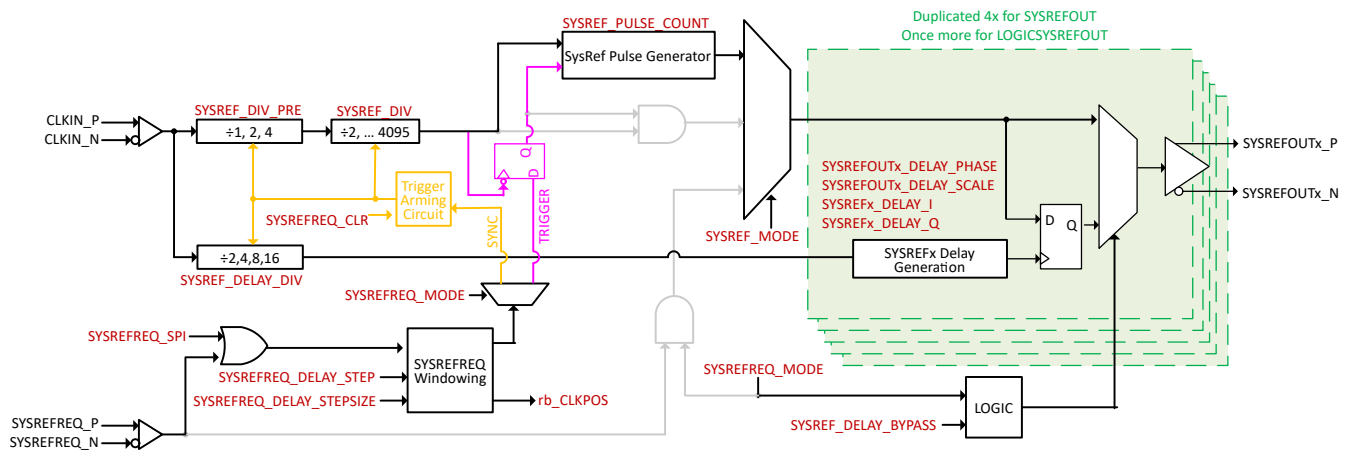 Duplicated 4x for SYSREFOUT
Once more for LOGICSYSREFOUT
SYSREF_PULSE_COUNT
SysRef Pulse Generator
CLKIN_P
CLKIN_N
SYSREF_DIV_PRE
÷1, 2, 4
SYSREF_DIV
÷2, ... 4095
Q
D
Trigger
Arming
Circuit
SYSREFREQ_CLR
SYNC
TRIGGER
SYSREF_MODE
SYSREFOUTx_DELAY_PHASE
SYSREFOUTx_DELAY_SCALE
SYSREFx_DELAY_I
SYSREFx_DELAY_Q
SYSREFx Delay
Generation
D
Q
SYSREFOUTx_P
SYSREFOUTx_N
÷2,4,8,16
SYSREF_DELAY_DIV
SYSREFREQ_MODE
SYSREFREQ_SPI
SYSREFREQ
Windowing
SYSREFREQ_DELAY_STEP
SYSREFREQ_DELAY_STEPSIZE
rb_CLKPOS
SYSREFREQ_P
SYSREFREQ_N
SYSREFREQ_MODE
LOGIC
SYSREF_DELAY_BYPASS